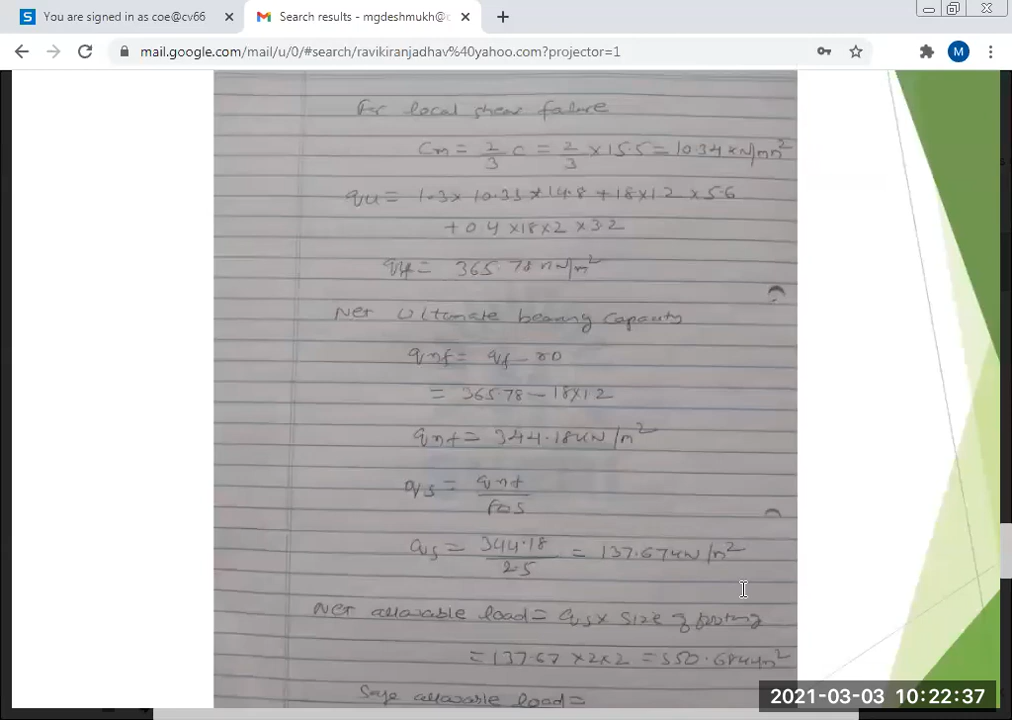 You are signed in as coe@cv66
Search results - mgdeshmukh@c
mail.google.com/mail/u/0/#search/ravikiranjadhav%40yahoo.com?projector=1
M
For local shear failure
Cm = 2/3 c = 2/3 × 15.5 = 10.34 kN/mm²
qu = 1.3 × 10.33 × 14.8 + 18 × 1.2 × 5.6
+ 0.4 × 18 × 2 × 3.2
qf = 365.78 kN/m²
Net Ultimate bearing capacity
qnf = qf - γD
= 365.78 - 18×1.2
qnf = 344.18 kN/m²
qs = qnf / FOS
qs = 344.18 / 2.5 = 137.67 kN/m²
Net allowable load = qs × size of footing
= 137.67 × 2×2 = 550.68 kN/m²
Safe allowable load =
2021-03-03 10:22:37